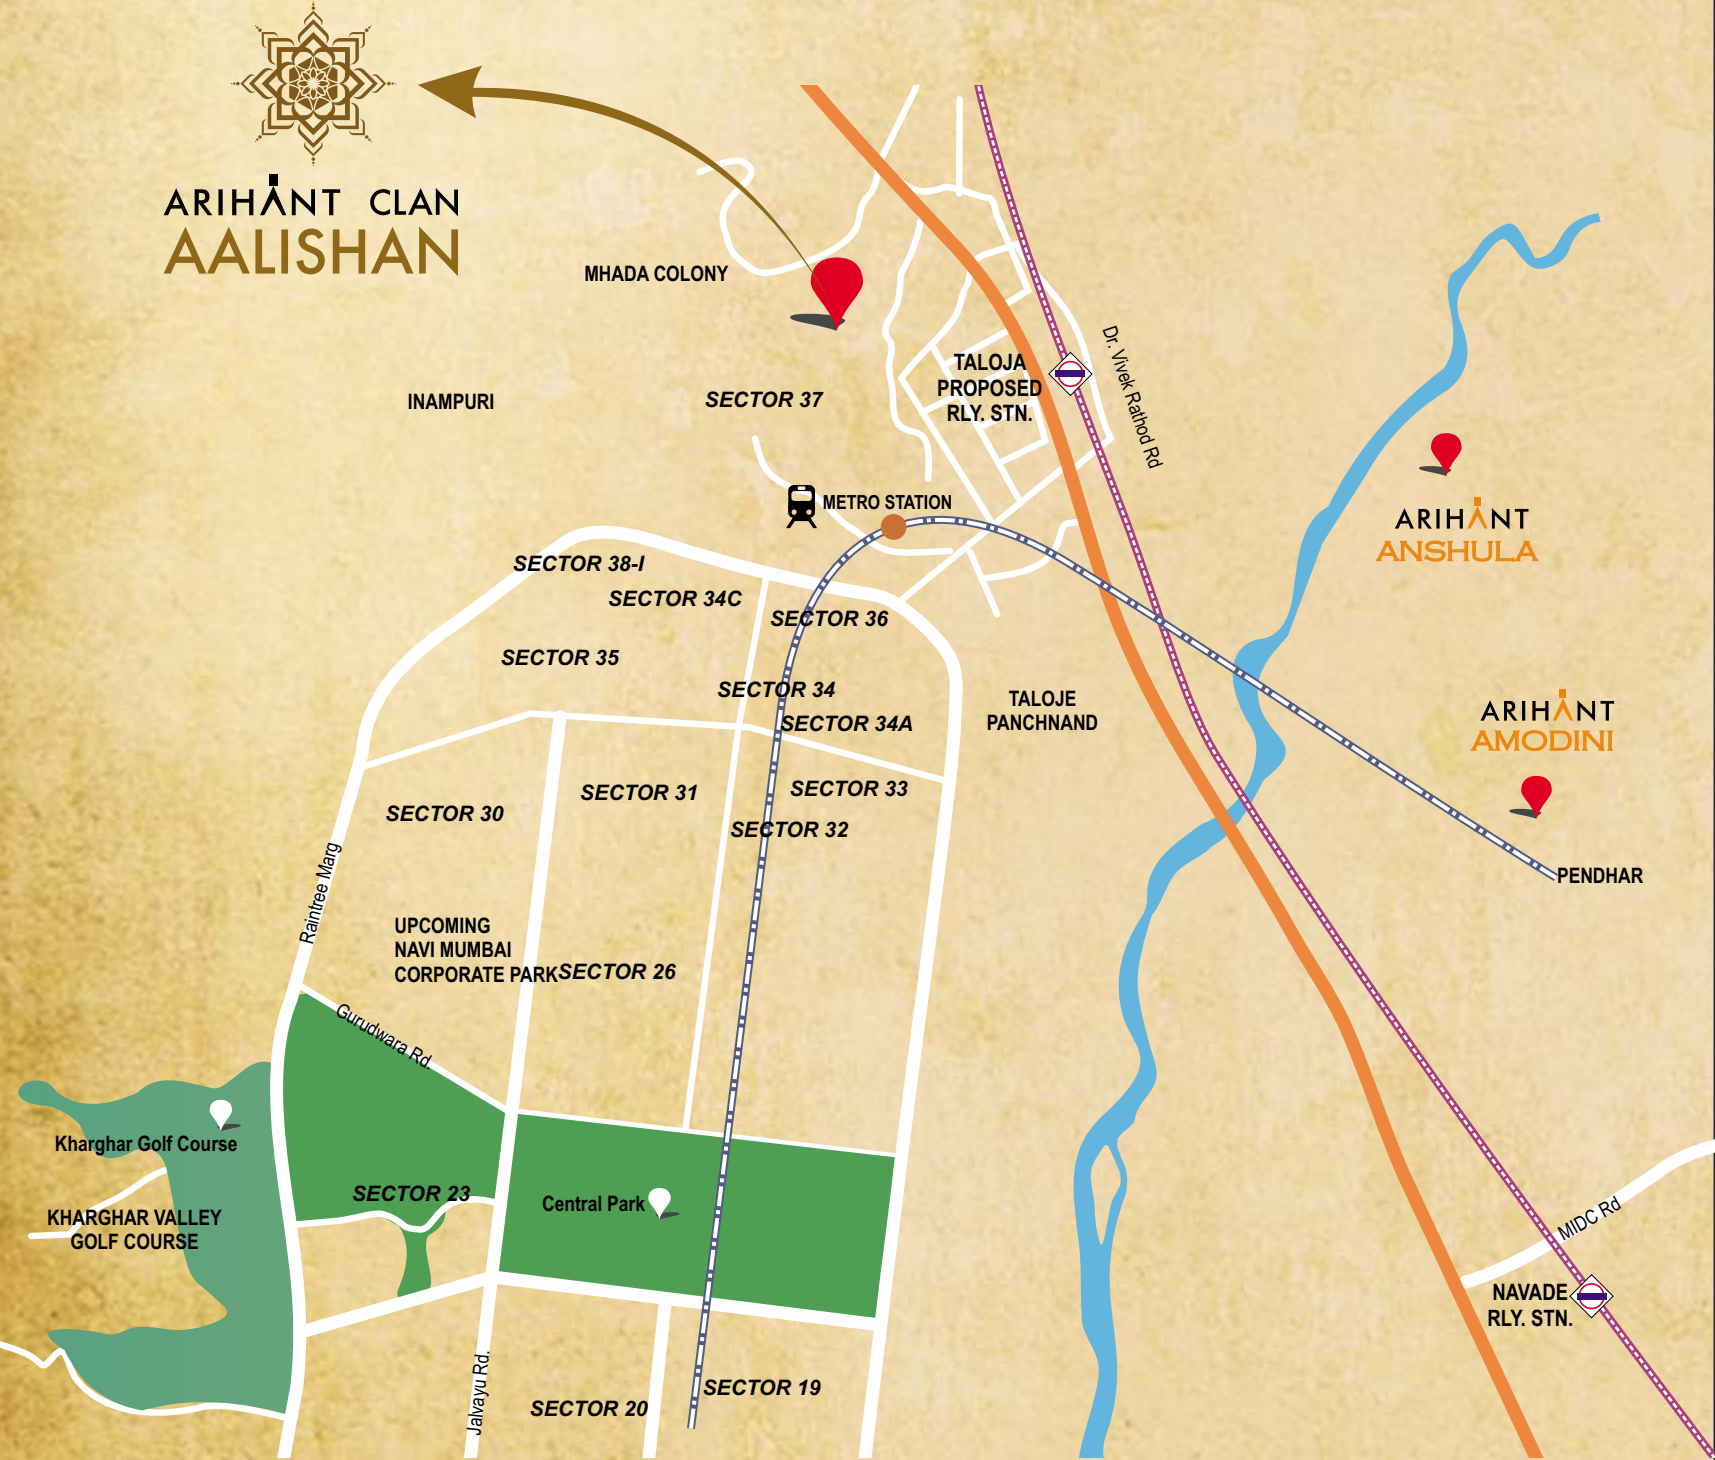 ARIHANT CLAN
AALISHAN
MHADA COLONY
INAMPURI
SECTOR 37
TALOJA
PROPOSED
RLY. STN.
Dr. Vivek Rathod Rd
METRO STATION
ARIHANT
ANSHULA
SECTOR 38-I
SECTOR 34C
SECTOR 36
SECTOR 35
SECTOR 34
SECTOR 34A
TALOJE
PANCHNAND
ARIHANT
AMODINI
SECTOR 30
SECTOR 31
SECTOR 33
SECTOR 32
PENDHAR
Raintree Marg
UPCOMING
NAVI MUMBAI
CORPORATE PARK
SECTOR 26
Gurudwara Rd.
Kharghar Golf Course
SECTOR 23
Central Park
KHARGHAR VALLEY
GOLF COURSE
MIDC Rd
NAVADE
RLY. STN.
Jalvayu Rd.
SECTOR 20
SECTOR 19